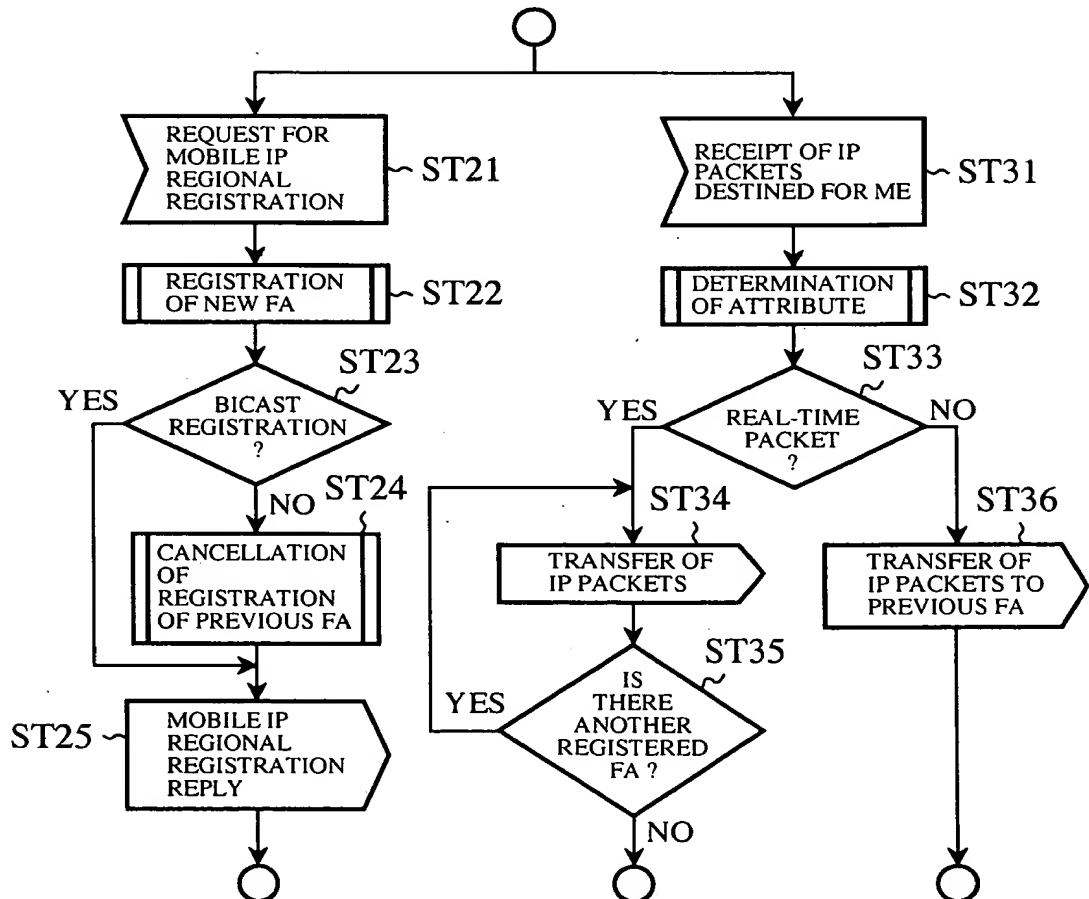 REQUEST FOR
MOBILE IP
REGIONAL
REGISTRATION
ST21
REGISTRATION
OF NEW FA
ST22
ST23
YES
BICAST
REGISTRATION
?
NO
ST24
CANCELLATION
OF
REGISTRATION
OF PREVIOUS FA
ST25
MOBILE IP
REGIONAL
REGISTRATION
REPLY
RECEIPT OF IP
PACKETS
DESTINED FOR ME
ST31
DETERMINATION
OF ATTRIBUTE
ST32
ST33
YES
REAL-TIME
PACKET
?
NO
ST34
TRANSFER OF
IP PACKETS
ST35
YES
IS
THERE
ANOTHER
REGISTERED
FA ?
NO
ST36
TRANSFER OF
IP PACKETS TO
PREVIOUS FA